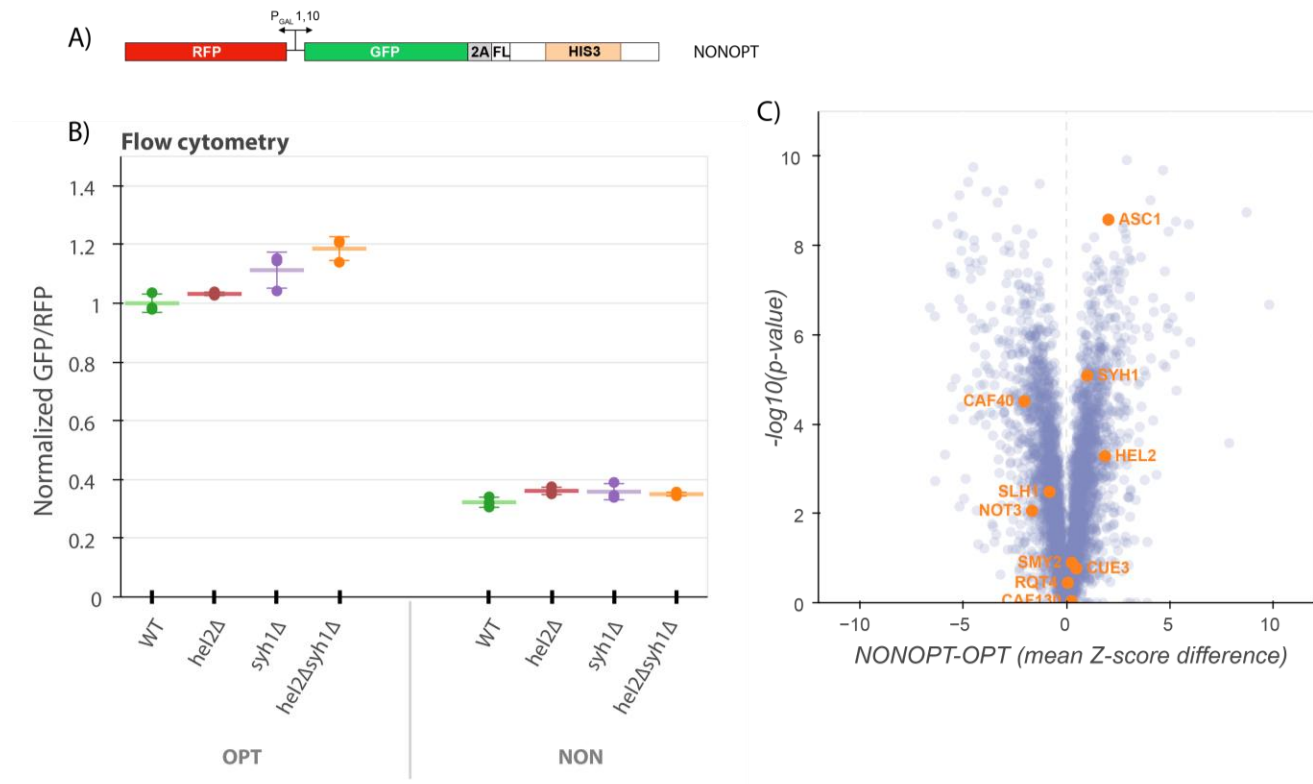 A)
P GAL 1,10
RFP GFP 2A FL HIS3 NONOPT
B)
Flow cytometry
Normalized GFP/RFP
1.4
1.2
1
0.8
0.6
0.4
0.2
0
WT hel2Δ syh1Δ hel2Δsyh1Δ WT hel2Δ syh1Δ hel2Δsyh1Δ
OPT NON
C)
-log10(p-value)
10
8
6
4
2
0
ASC1
SYH1
CAF40
HEL2
SLH1
NOT3
SMY2 CUE3
RQT4
CAF130
−10 −5 0 5 10
NONOPT-OPT (mean Z-score difference)